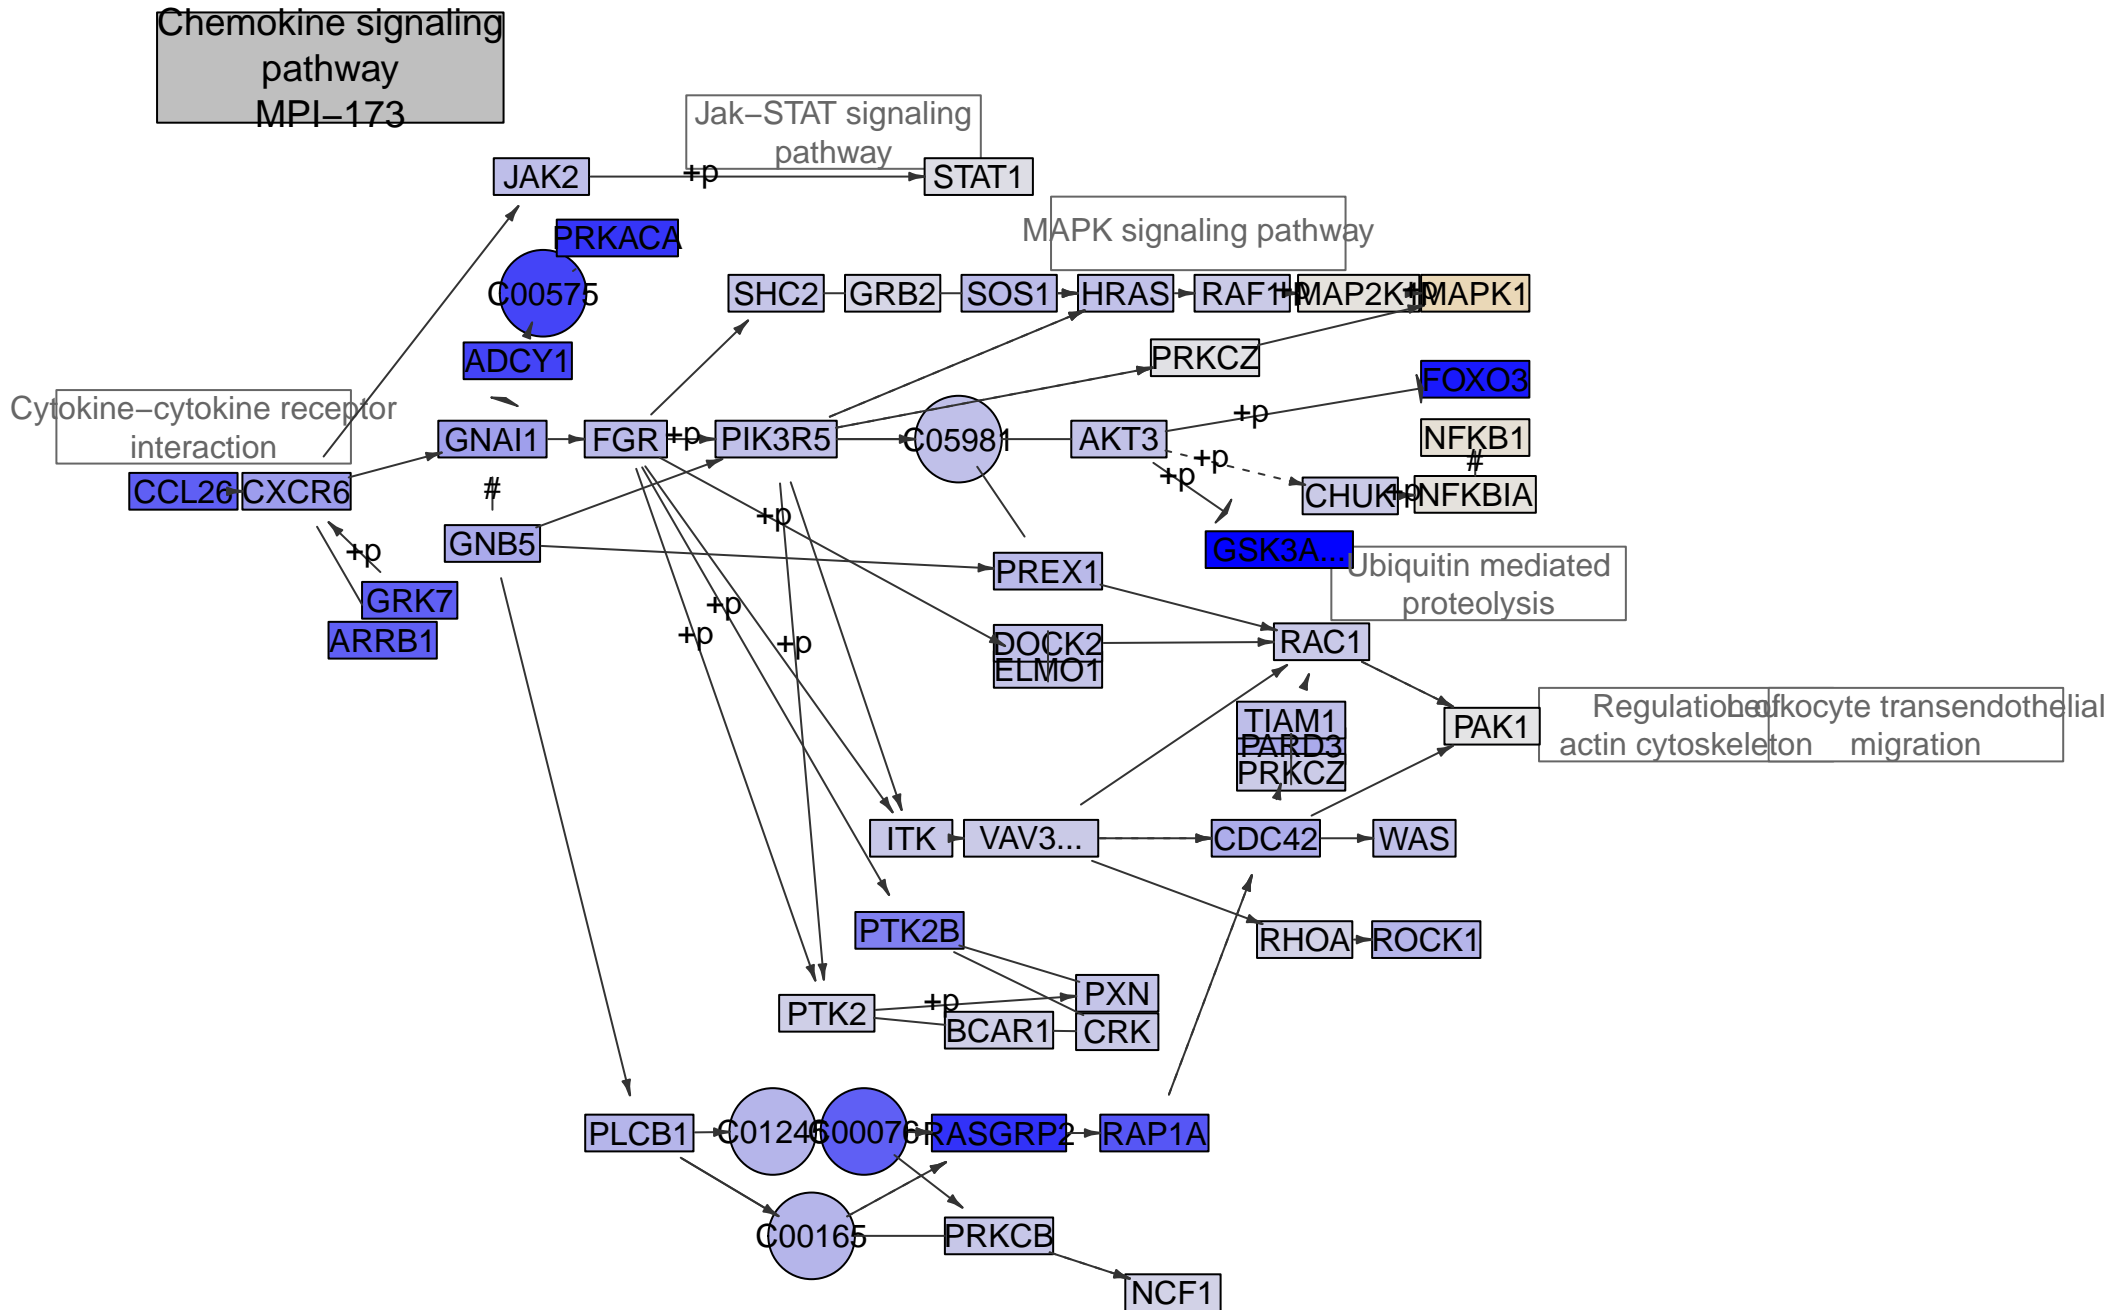 Chemokine signaling
pathway
MPI−173
Jak−STAT signaling
pathway
JAK2
+p
STAT1
PRKACA
MAPK signaling pathway
C00575
SHC2
GRB2
SOS1
HRAS
RAF1
+p
MAP2K1
+p
MAPK1
ADCY1
PRKCZ
FOXO3
Cytokine−cytokine receptor
interaction
GNAI1
FGR
+p
PIK3R5
C05981
AKT3
+p
+p
+p
NFKB1
#
CCL26
CXCR6
#
CHUK
+p
NFKBIA
+p
GNB5
+p
GSK3A...
PREX1
Ubiquitin mediated
proteolysis
GRK7
ARRB1
+p
+p
+p
DOCK2
ELMO1
RAC1
TIAM1
PARD3
PRKCZ
PAK1
Regulation of
actin cytoskeleton
Leukocyte transendothelial
migration
ITK
VAV3...
CDC42
WAS
PTK2B
RHOA
ROCK1
PTK2
+p
PXN
BCAR1
CRK
PLCB1
C01245
C00076
RASGRP2
RAP1A
C00165
PRKCB
NCF1